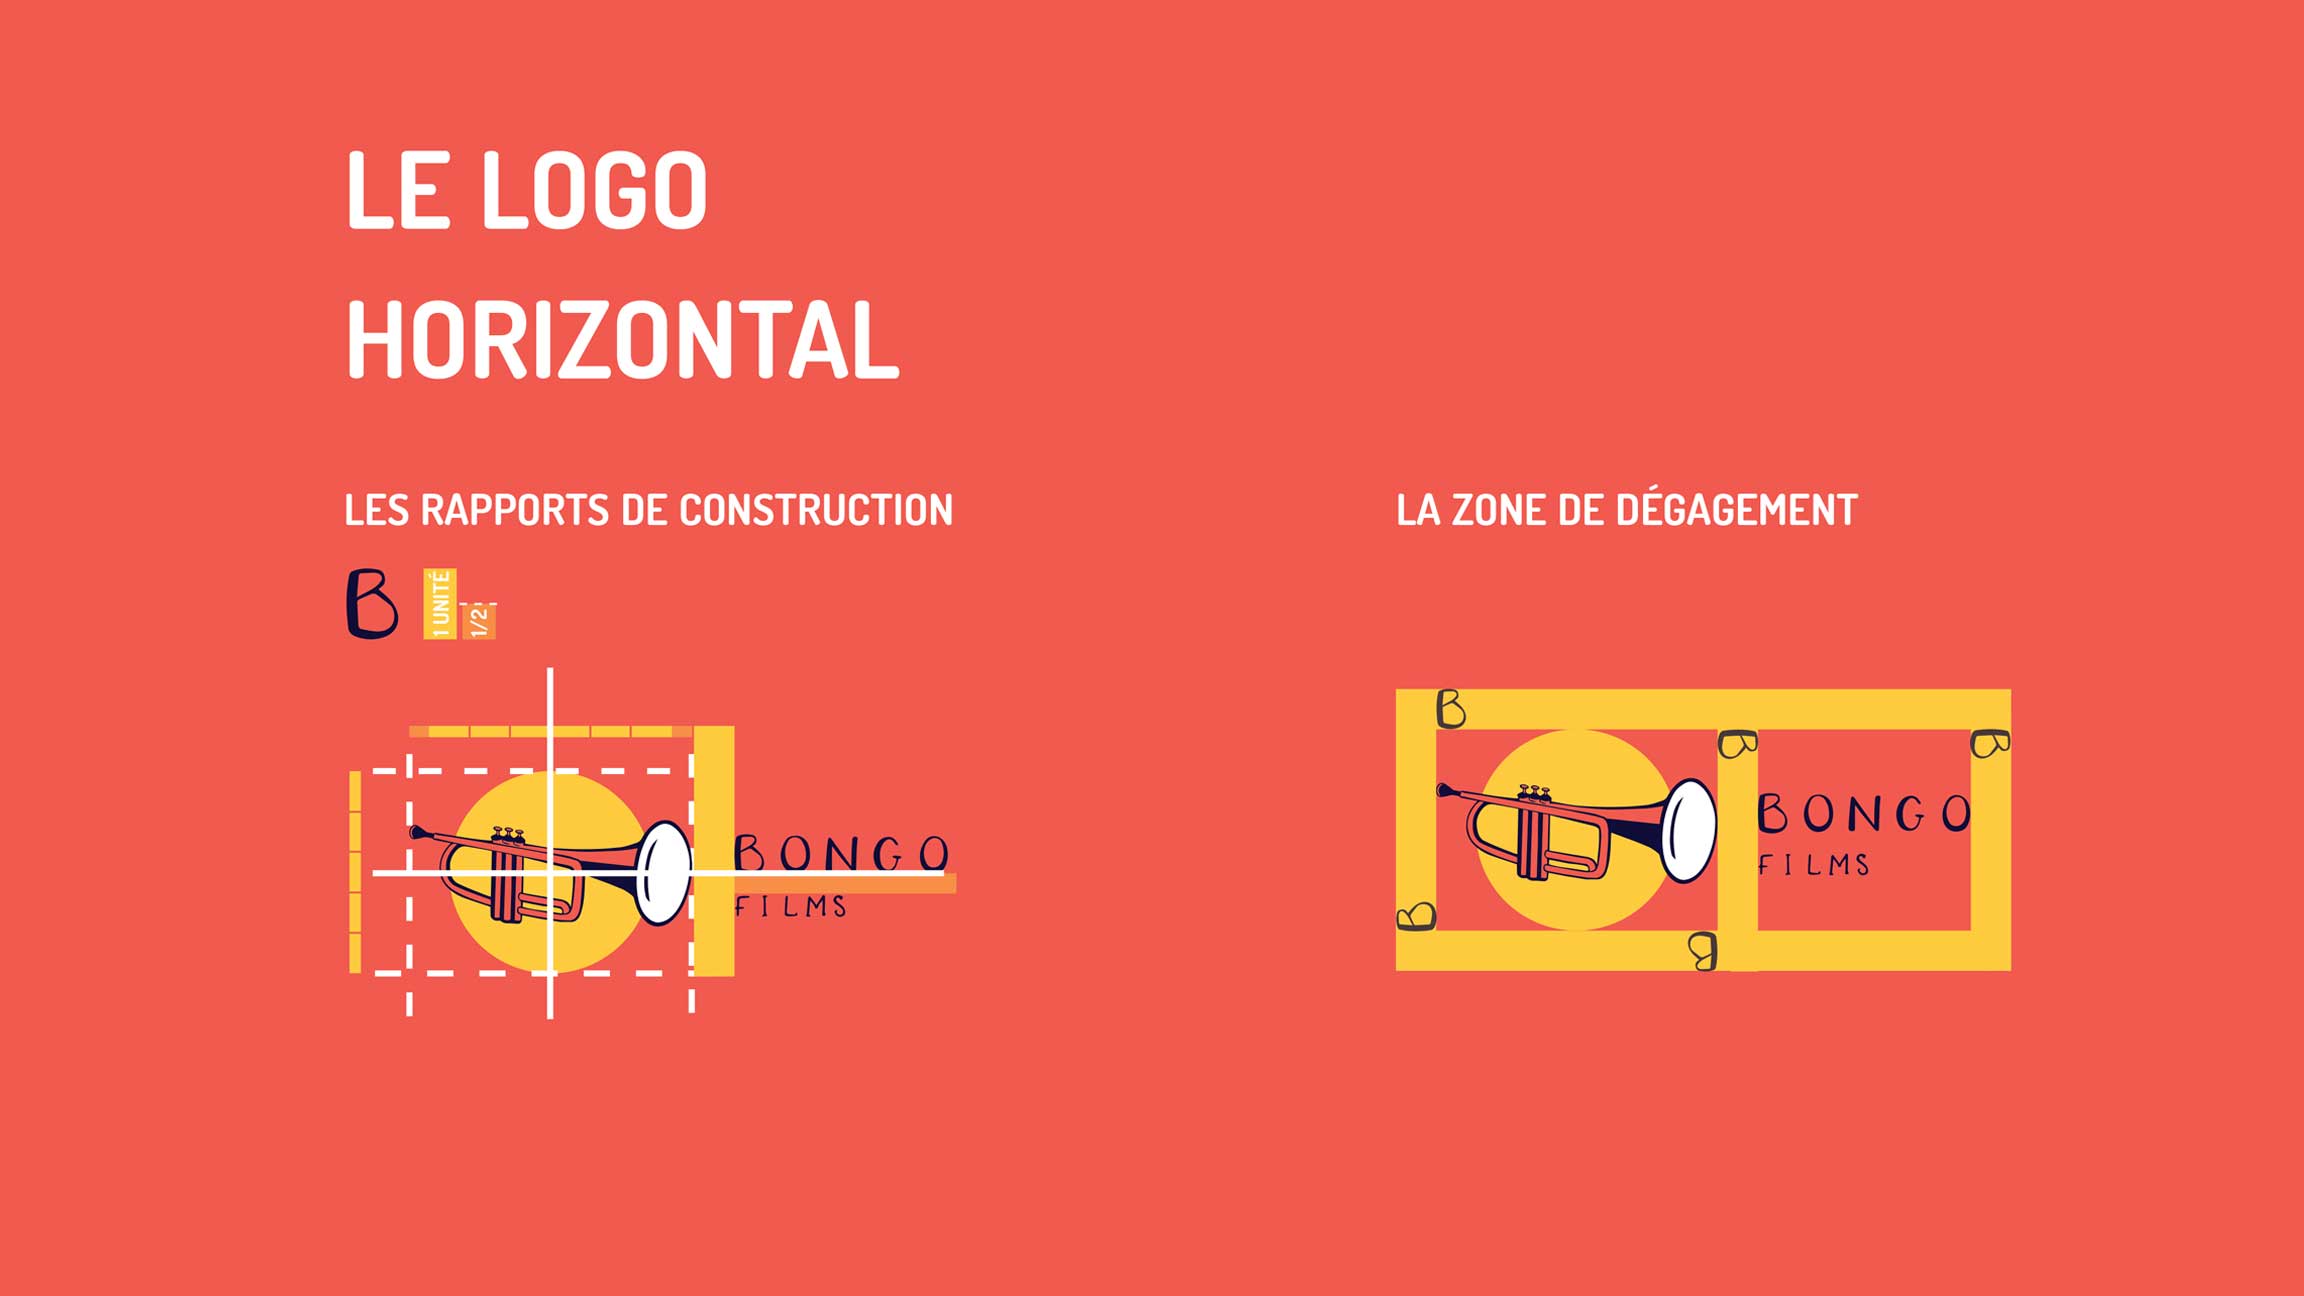 LE LOGO
HORIZONTAL
LES RAPPORTS DE CONSTRUCTION
B
1 UNITÉ
1/2
BONGO
FILMS
LA ZONE DE DÉGAGEMENT
B
B
B
BONGO
FILMS
B
B